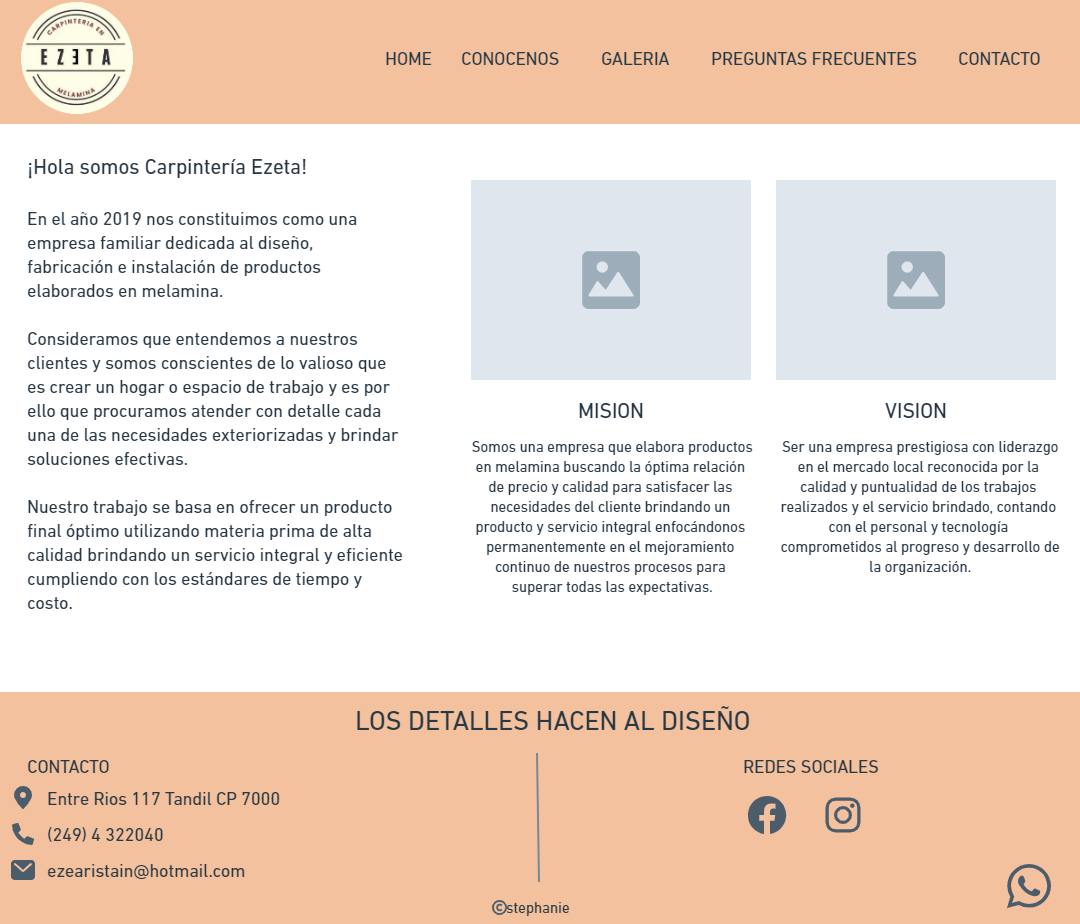 CARPINTERIA EN
EZETA
MELAMINA
HOME CONOCENOS GALERIA PREGUNTAS FRECUENTES CONTACTO
¡Hola somos Carpintería Ezeta!
En el año 2019 nos constituimos como una
empresa familiar dedicada al diseño,
fabricación e instalación de productos
elaborados en melamina.
Consideramos que entendemos a nuestros
clientes y somos conscientes de lo valioso que
es crear un hogar o espacio de trabajo y es por
ello que procuramos atender con detalle cada
una de las necesidades exteriorizadas y brindar
soluciones efectivas.
Nuestro trabajo se basa en ofrecer un producto
final óptimo utilizando materia prima de alta
calidad brindando un servicio integral y eficiente
cumpliendo con los estándares de tiempo y
costo.
MISION
Somos una empresa que elabora productos
en melamina buscando la óptima relación
de precio y calidad para satisfacer las
necesidades del cliente brindando un
producto y servicio integral enfocándonos
permanentemente en el mejoramiento
continuo de nuestros procesos para
superar todas las expectativas.
VISION
Ser una empresa prestigiosa con liderazgo
en el mercado local reconocida por la
calidad y puntualidad de los trabajos
realizados y el servicio brindado, contando
con el personal y tecnología
comprometidos al progreso y desarrollo de
la organización.
LOS DETALLES HACEN AL DISEÑO
CONTACTO
Entre Rios 117 Tandil CP 7000
(249) 4 322040
ezearistain@hotmail.com
REDES SOCIALES
©stephanie